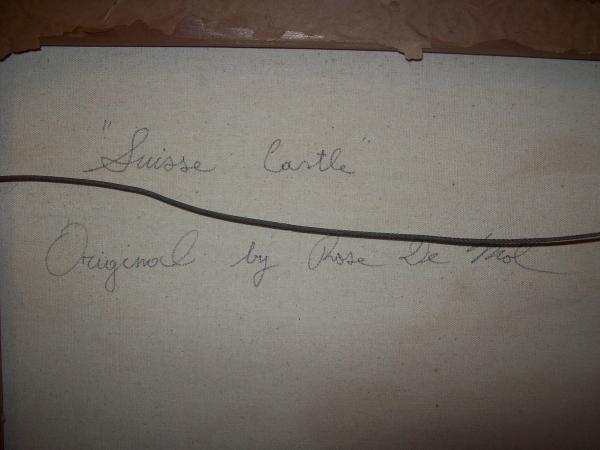 "Suisse Castle"
Original by Rose De Mol